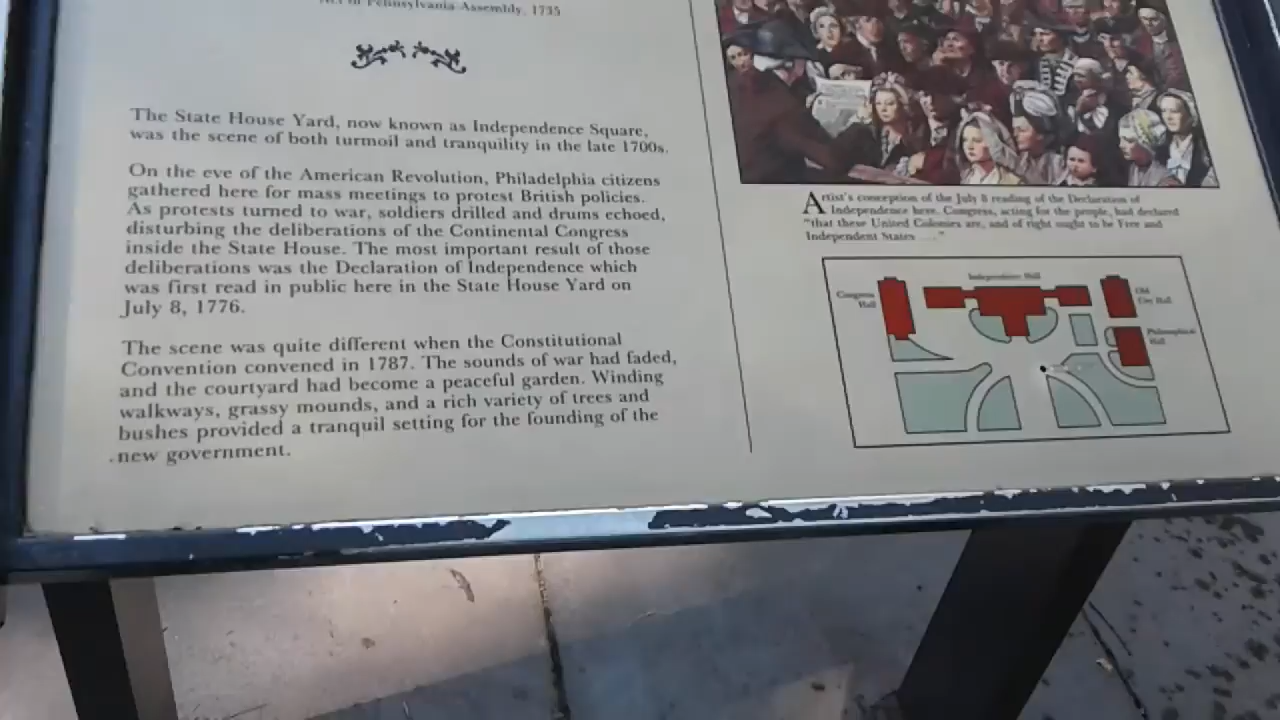 Act of Pennsylvania Assembly, 1735
The State House Yard, now known as Independence Square,
was the scene of both turmoil and tranquility in the late 1700s.
On the eve of the American Revolution, Philadelphia citizens
gathered here for mass meetings to protest British policies.
As protests turned to war, soldiers drilled and drums echoed,
disturbing the deliberations of the Continental Congress
inside the State House. The most important result of those
deliberations was the Declaration of Independence which
was first read in public here in the State House Yard on
July 8, 1776.
The scene was quite different when the Constitutional
Convention convened in 1787. The sounds of war had faded,
and the courtyard had become a peaceful garden. Winding
walkways, grassy mounds, and a rich variety of trees and
bushes provided a tranquil setting for the founding of the
new government.
Artist's conception of the July 8 reading of the Declaration of
Independence here. Congress, acting for the people, had declared
"that these United Colonies are, and of right ought to be Free and
Independent States ...."
Independence Hall
Congress
Hall
Old
City Hall
Philosophical
Hall